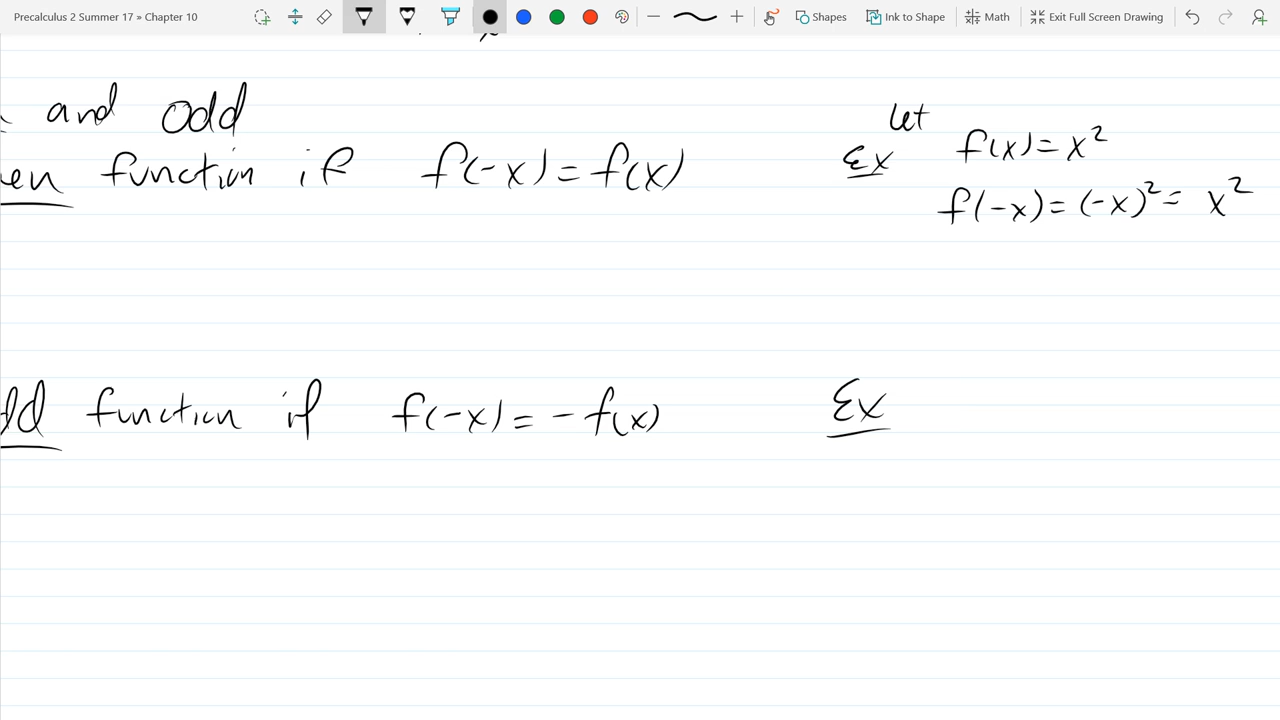 Precalculus 2 Summer 17 » Chapter 10
Shapes
Ink to Shape
Math
Exit Full Screen Drawing
and odd
let
Ex f(x) = x²
en function if f(-x) = f(x)
f(-x) = (-x)² = x²
dd function if f(-x) = - f(x) Ex